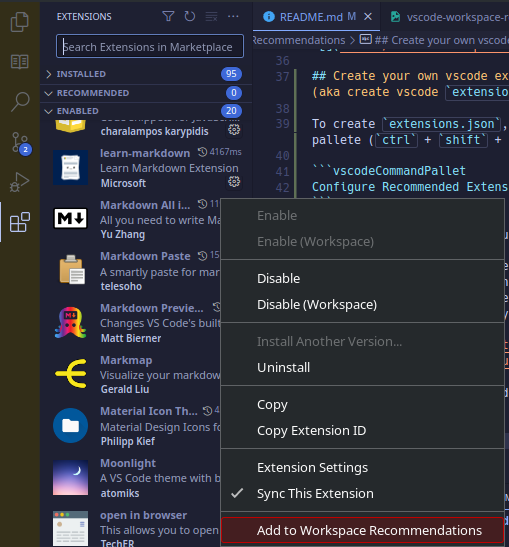 EXTENSIONS
Search Extensions in Marketplace
INSTALLED 95
RECOMMENDED 0
ENABLED 20
charalampos karypidis
learn-markdown 4167ms
Learn Markdown Extension
Microsoft
Markdown All i... 11
All you need to write Ma
Yu Zhang
Markdown Paste 15
A smartly paste for mar
telesoho
Markdown Previe...
Changes VS Code's built
Matt Bierner
Markmap
Visualize your markdow
Gerald Liu
Material Icon Th... 4
Material Design Icons fo
Philipp Kief
Moonlight
A VS Code theme with b
atomiks
open in browser
This allows you to open
TechER
2
README.md M
vscode-workspace-r
Recommendations > ## Create your own vscode
36
37 ## Create your own vscode ex
(aka create vscode `extensio
38
39 To create `extensions.json`,
pallete (`ctrl` + `shift` +
40
41 ```vscodeCommandPallet
42 Configure Recommended Extens
Enable
Enable (Workspace)
Disable
Disable (Workspace)
Install Another Version...
Uninstall
Copy
Copy Extension ID
Extension Settings
Sync This Extension
Add to Workspace Recommendations